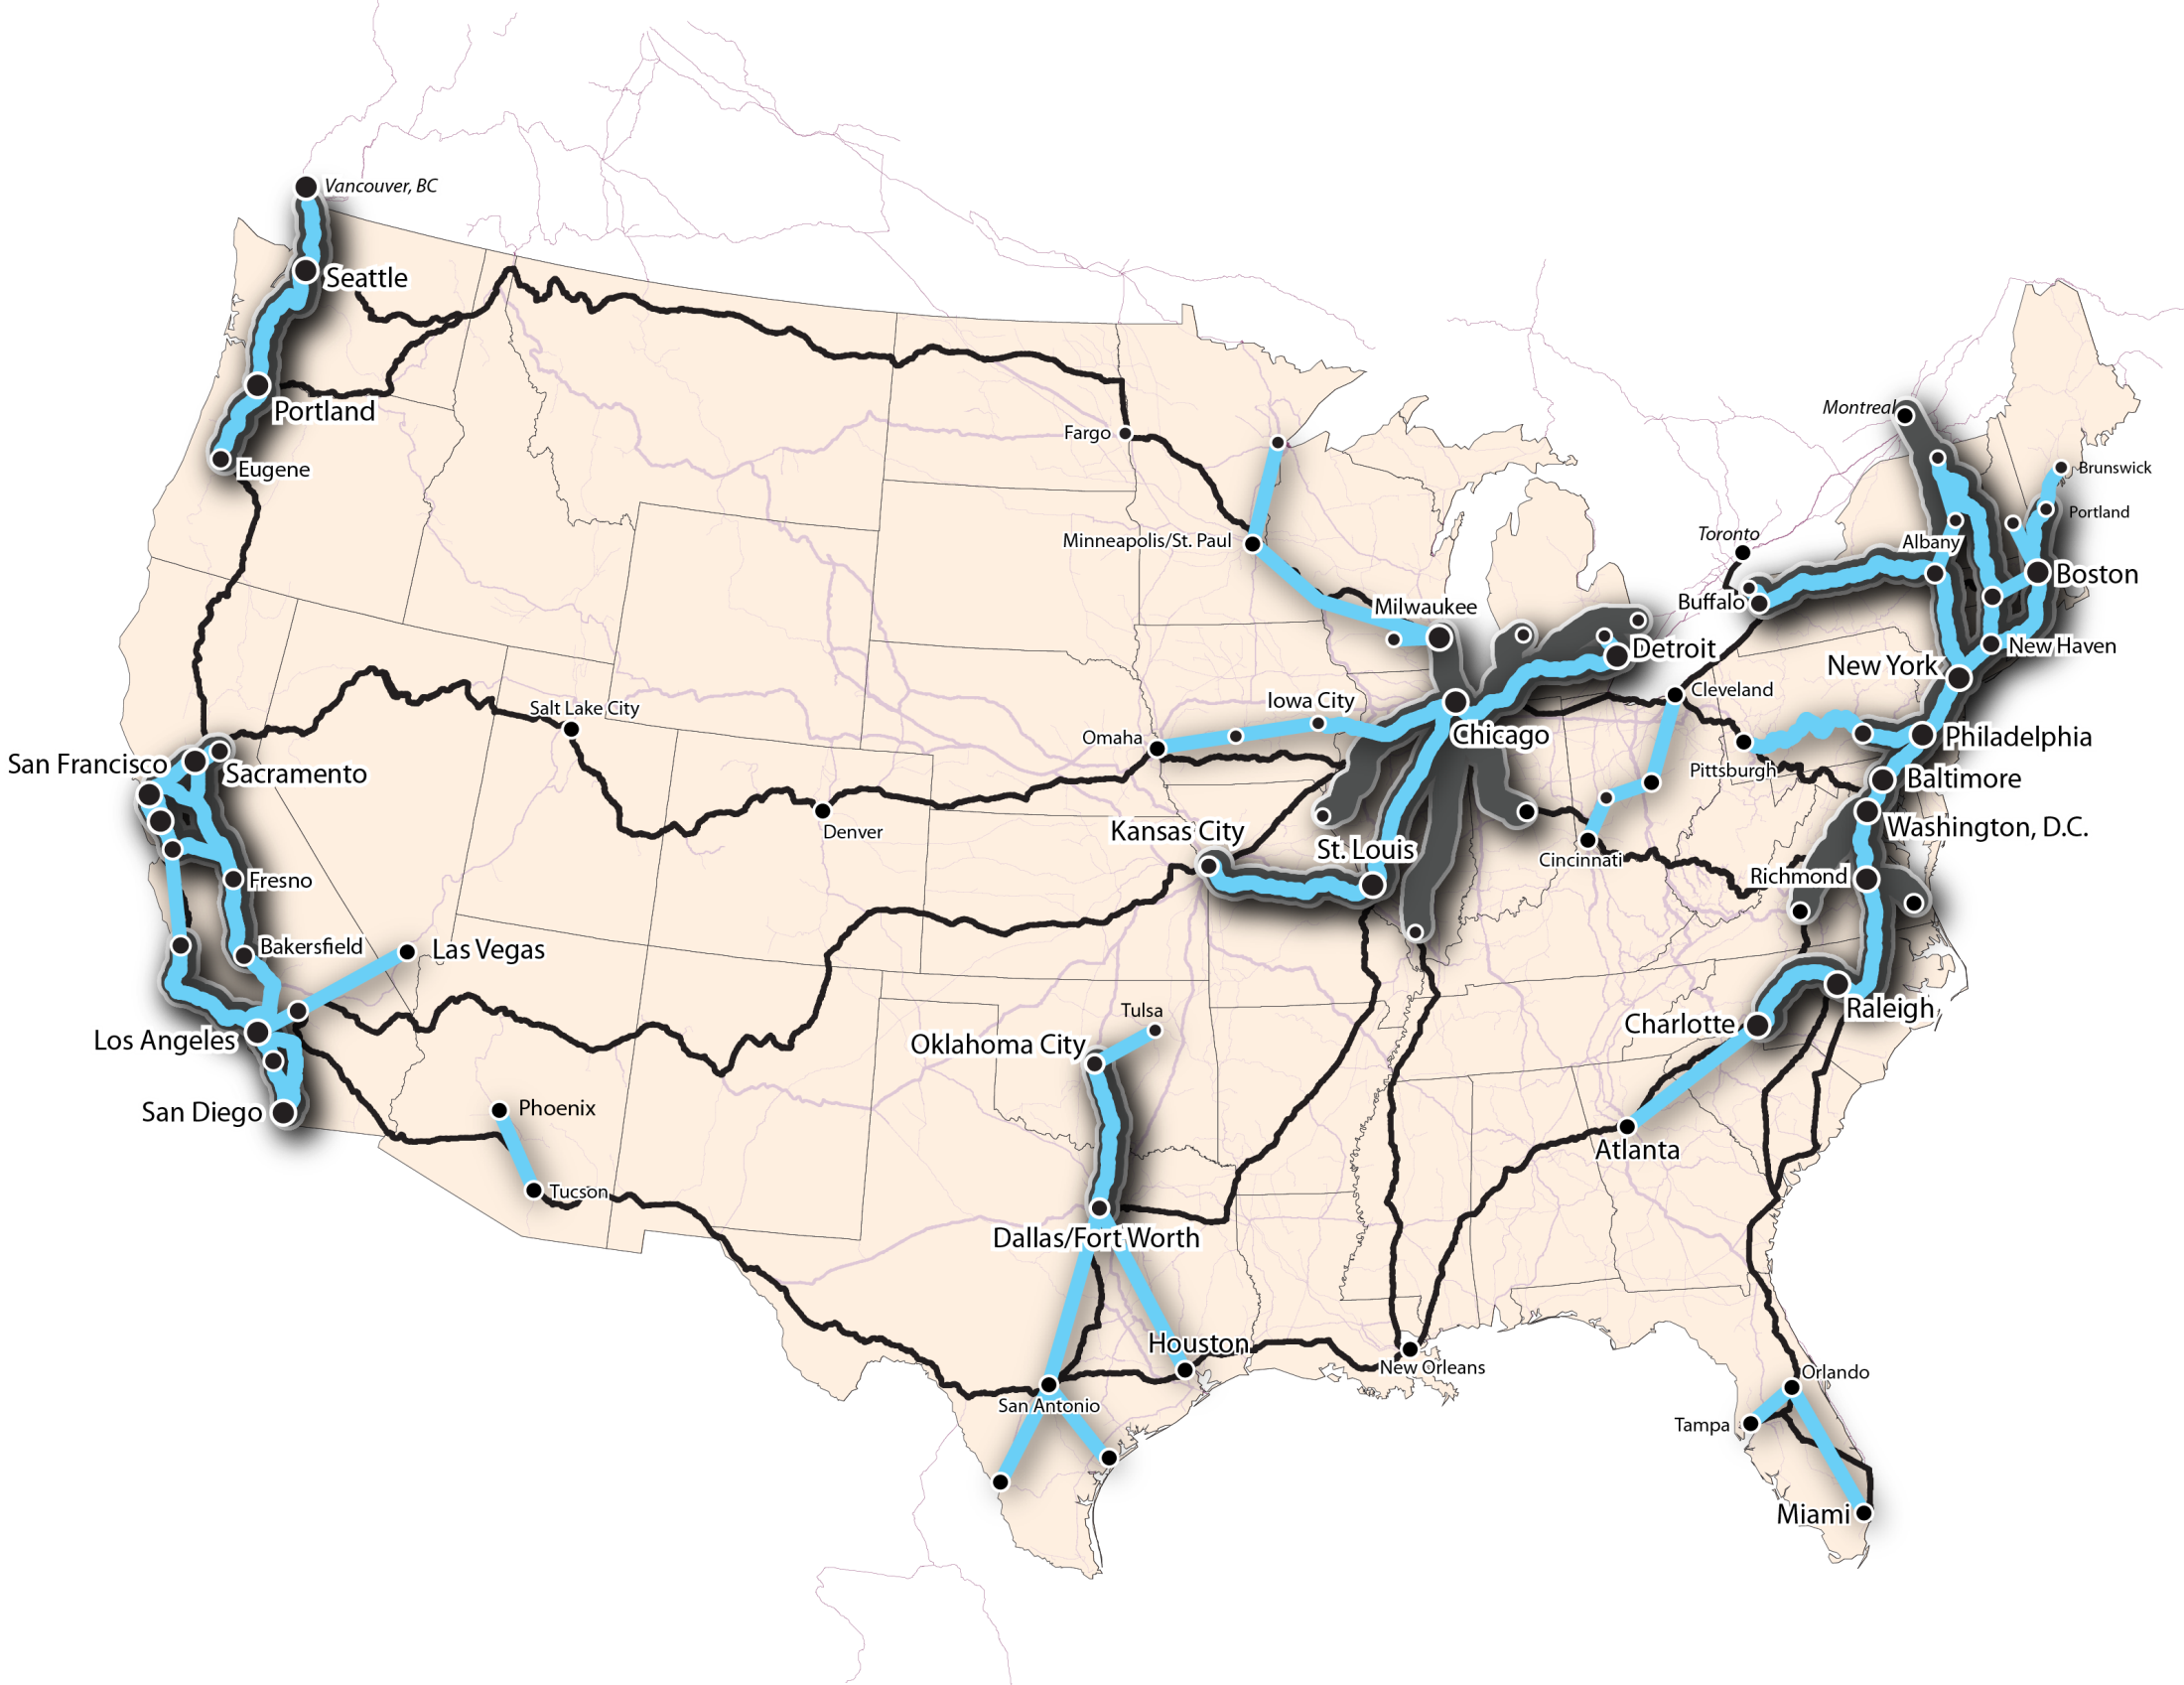 Vancouver, BC
Seattle
Portland
Eugene
Fargo
Montreal
Brunswick
Portland
Toronto
Albany
Minneapolis/St. Paul
Boston
Buffalo
Milwaukee
Detroit
New Haven
New York
Cleveland
Iowa City
Salt Lake City
Omaha
Chicago
Philadelphia
San Francisco
Sacramento
Pittsburgh
Baltimore
Denver
Kansas City
Washington, D.C.
St. Louis
Cincinnati
Richmond
Fresno
Bakersfield
Las Vegas
Raleigh
Tulsa
Charlotte
Los Angeles
Oklahoma City
San Diego
Phoenix
Atlanta
Tucson
Dallas/Fort Worth
Houston
New Orleans
Orlando
San Antonio
Tampa
Miami